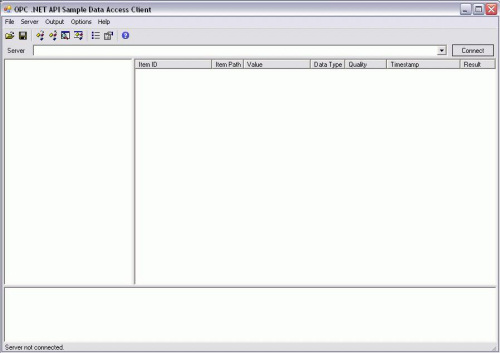 OPC .NET API Sample Data Access Client
File Server Output Options Help
Server Connect
Item ID Item Path Value Data Type Quality Timestamp Result
Server not connected.